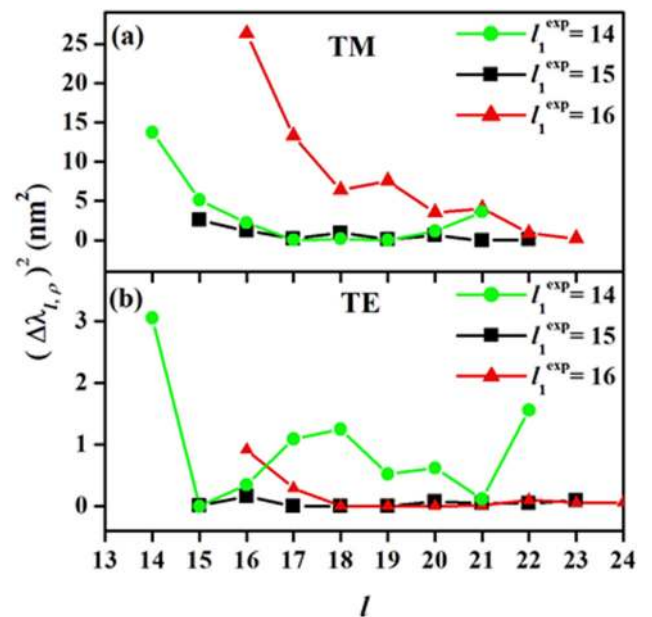 (a)
TM
l₁ᵉˣᵖ = 14
l₁ᵉˣᵖ = 15
l₁ᵉˣᵖ = 16
25
20
15
10
5
0
(Δλ_{l,ρ})² (nm²)
(b)
TE
l₁ᵉˣᵖ = 14
l₁ᵉˣᵖ = 15
l₁ᵉˣᵖ = 16
3
2
1
0
13 14 15 16 17 18 19 20 21 22 23 24
l